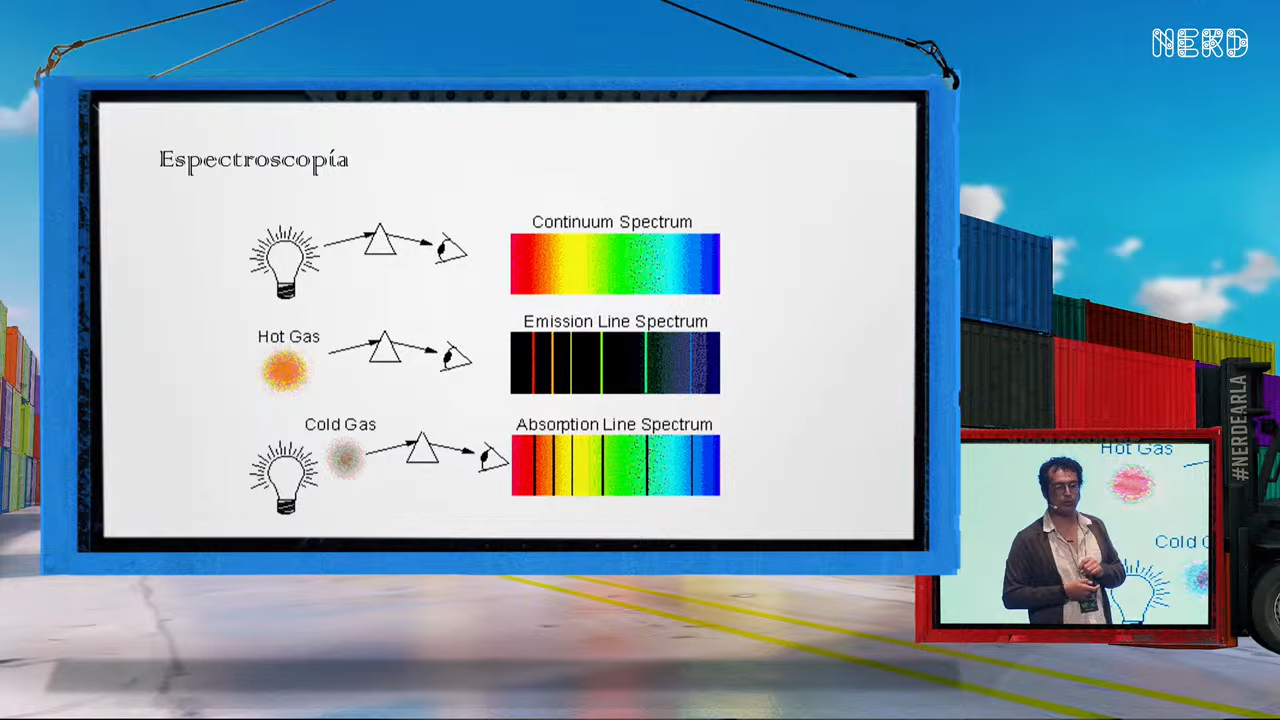 NERD
Espectroscopía
Continuum Spectrum
Emission Line Spectrum
Hot Gas
Cold Gas
Absorption Line Spectrum
#NERDEARLA
Hot Gas
Cold